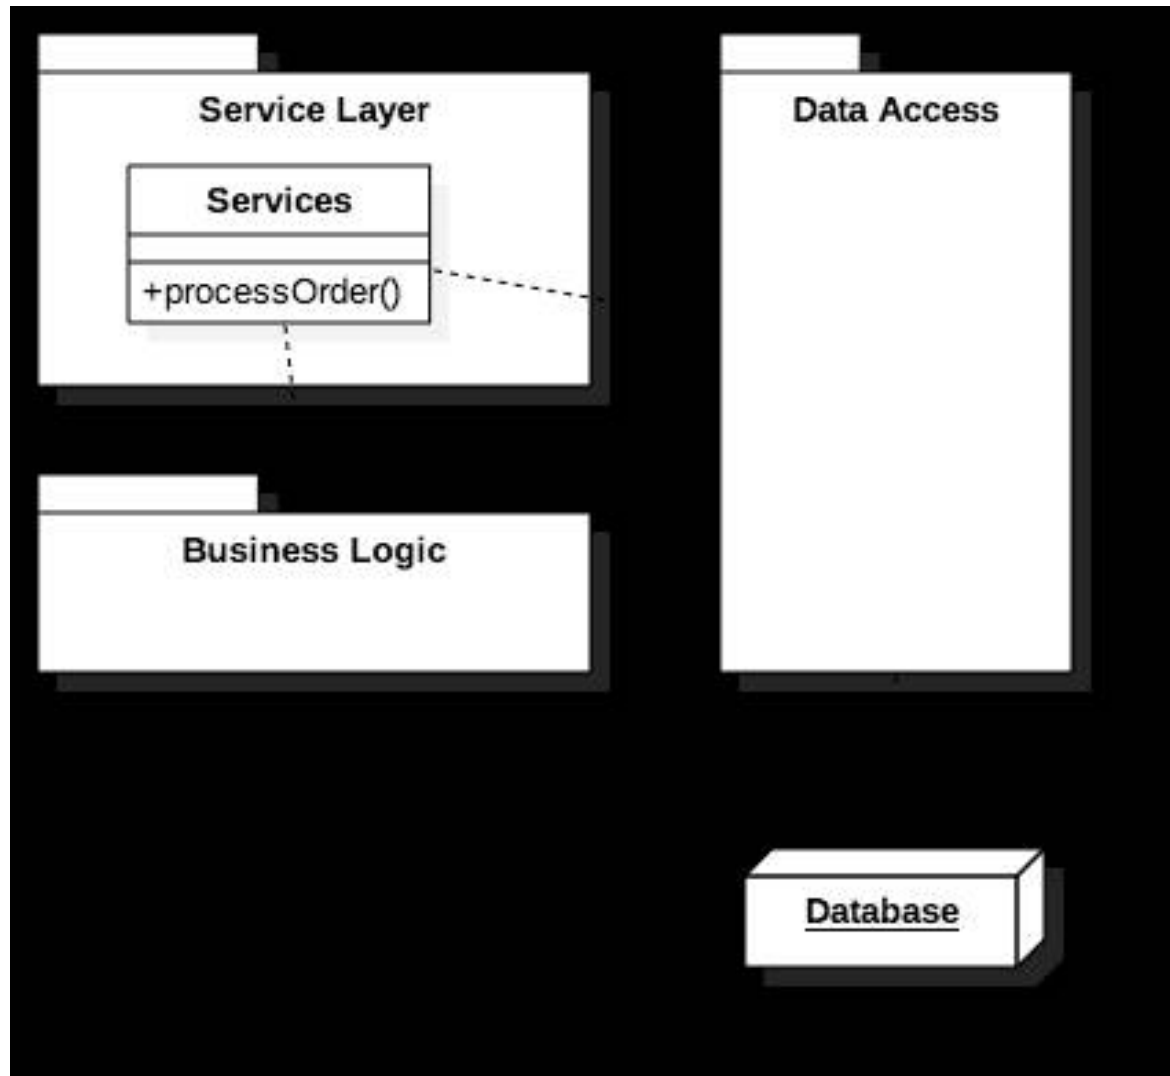 Service Layer
Services
+processOrder()
Data Access
Business Logic
Database